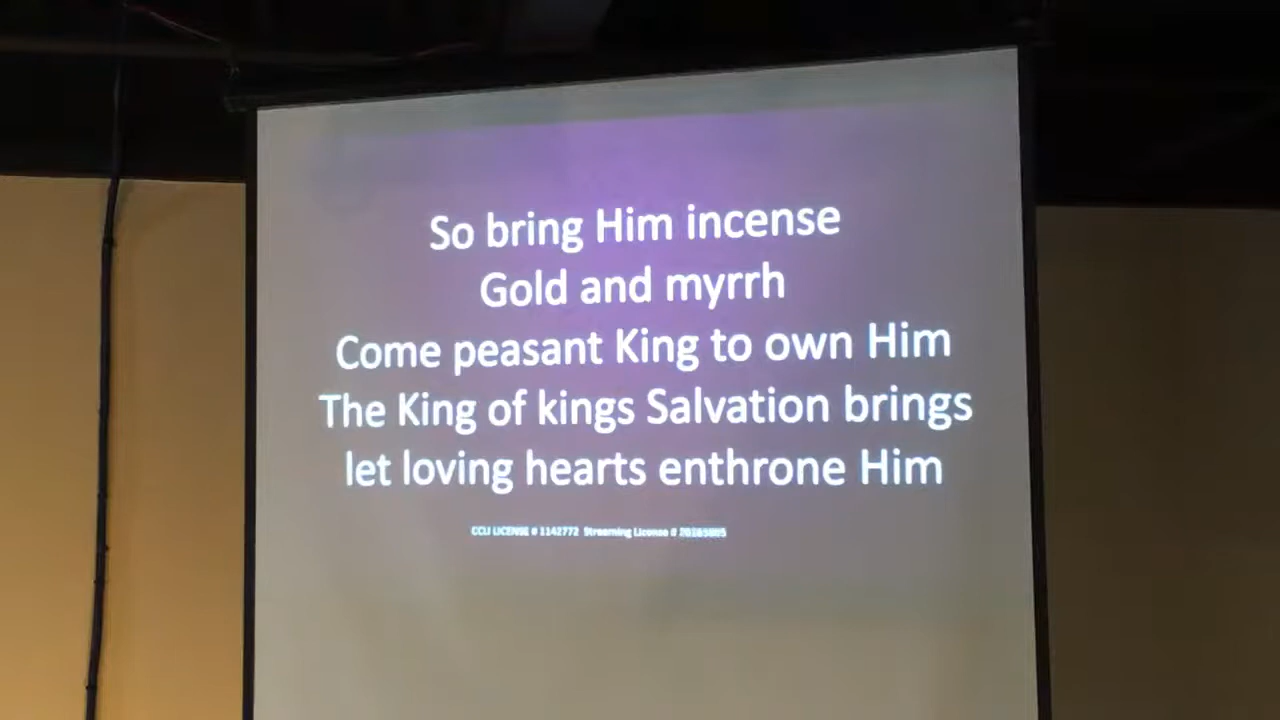 So bring Him incense
Gold and myrrh
Come peasant King to own Him
The King of kings Salvation brings
let loving hearts enthrone Him
CCLI LICENSE # 1142772 Streaming License #